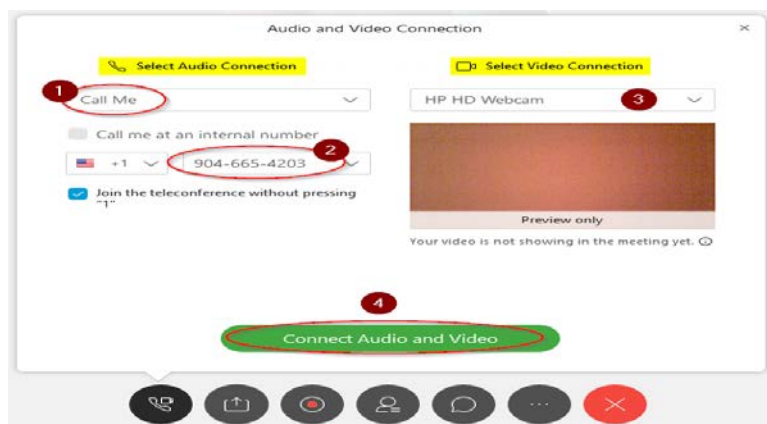 Audio and Video Connection
Select Audio Connection
Select Video Connection
1
Call Me
HP HD Webcam
3
Call me at an internal number
2
+1
904-665-4203
Join the teleconference without pressing
"1"
Preview only
Your video is not showing in the meeting yet.
4
Connect Audio and Video